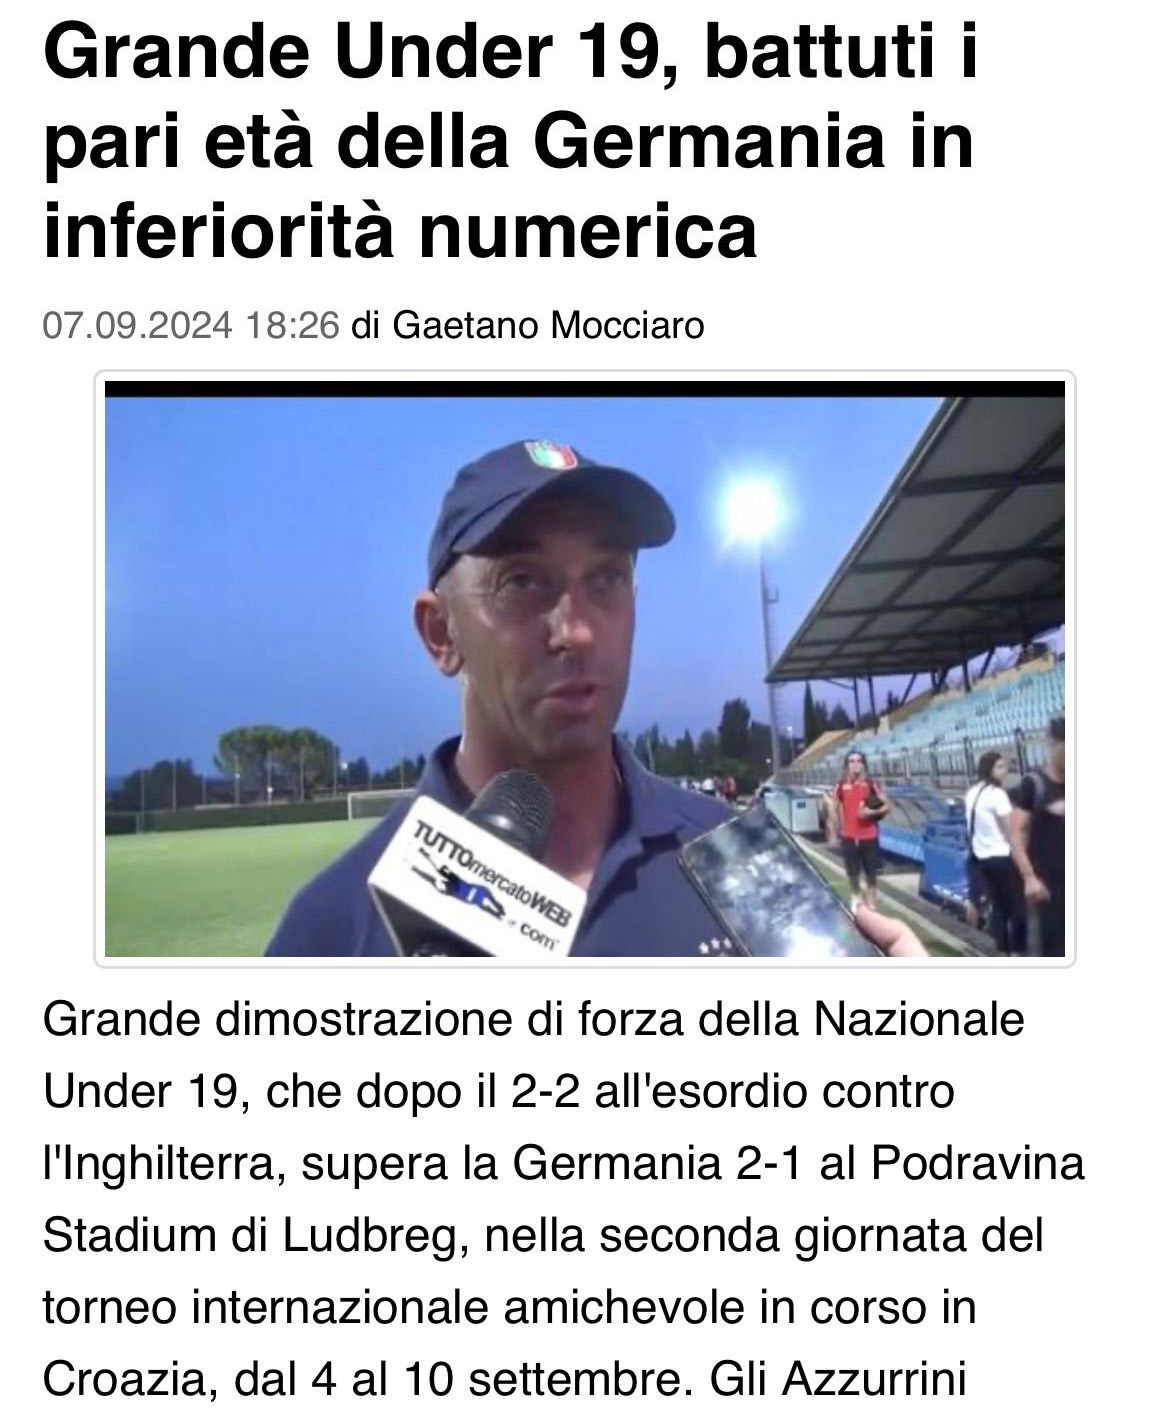 Grande Under 19, battuti i
pari età della Germania in
inferiorità numerica
07.09.2024 18:26 di Gaetano Mocciaro
TUTTOmercatoWEB
.com
Grande dimostrazione di forza della Nazionale
Under 19, che dopo il 2-2 all'esordio contro
l'Inghilterra, supera la Germania 2-1 al Podravina
Stadium di Ludbreg, nella seconda giornata del
torneo internazionale amichevole in corso in
Croazia, dal 4 al 10 settembre. Gli Azzurrini